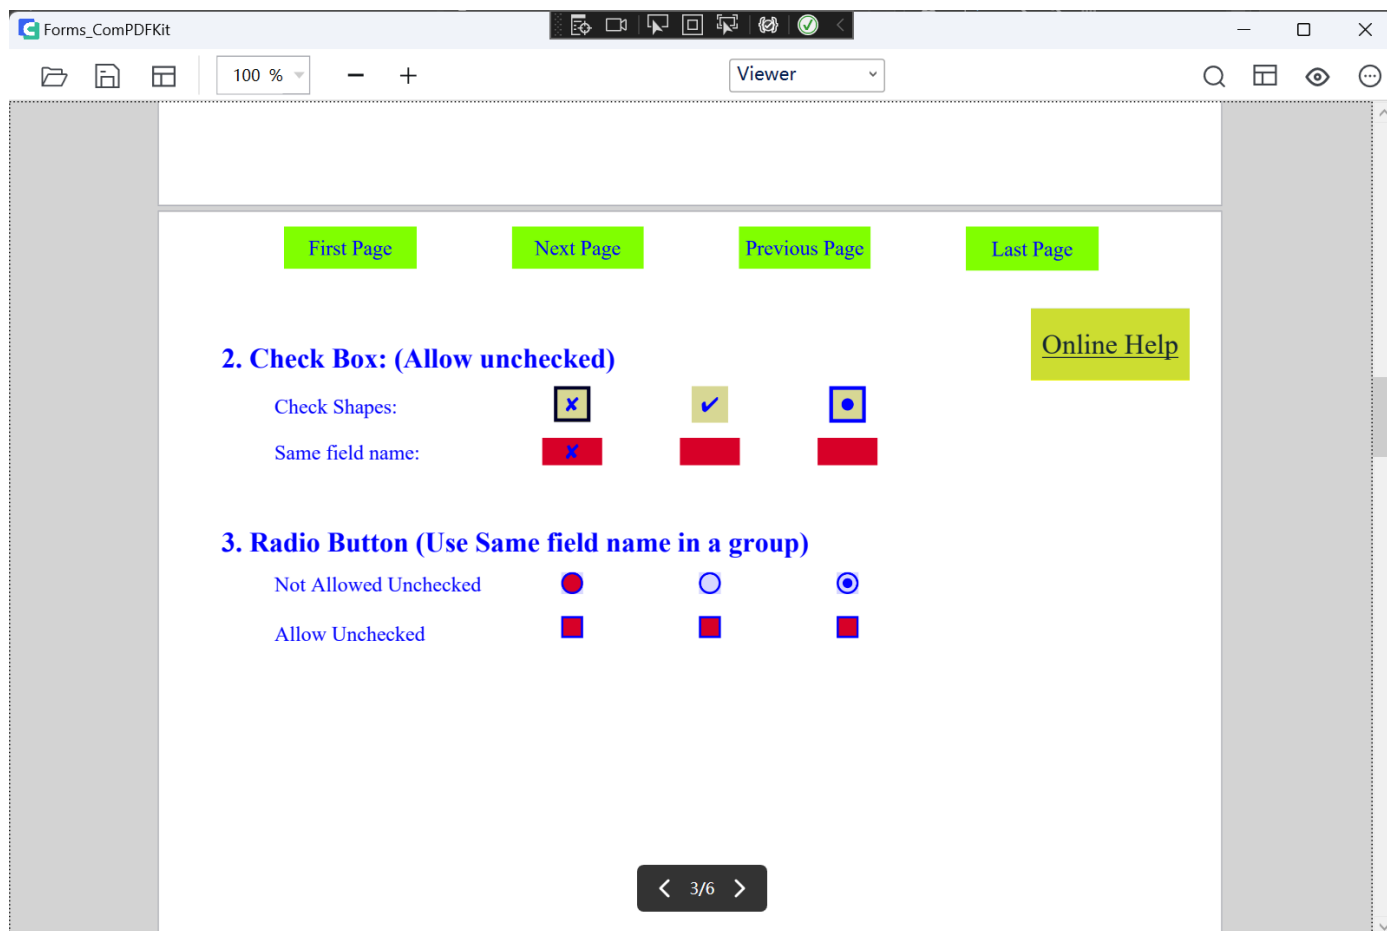 Forms_ComPDFKit
100 %
Viewer
First Page
Next Page
Previous Page
Last Page
Online Help
2. Check Box: (Allow unchecked)
Check Shapes:
Same field name:
3. Radio Button (Use Same field name in a group)
Not Allowed Unchecked
Allow Unchecked
3/6